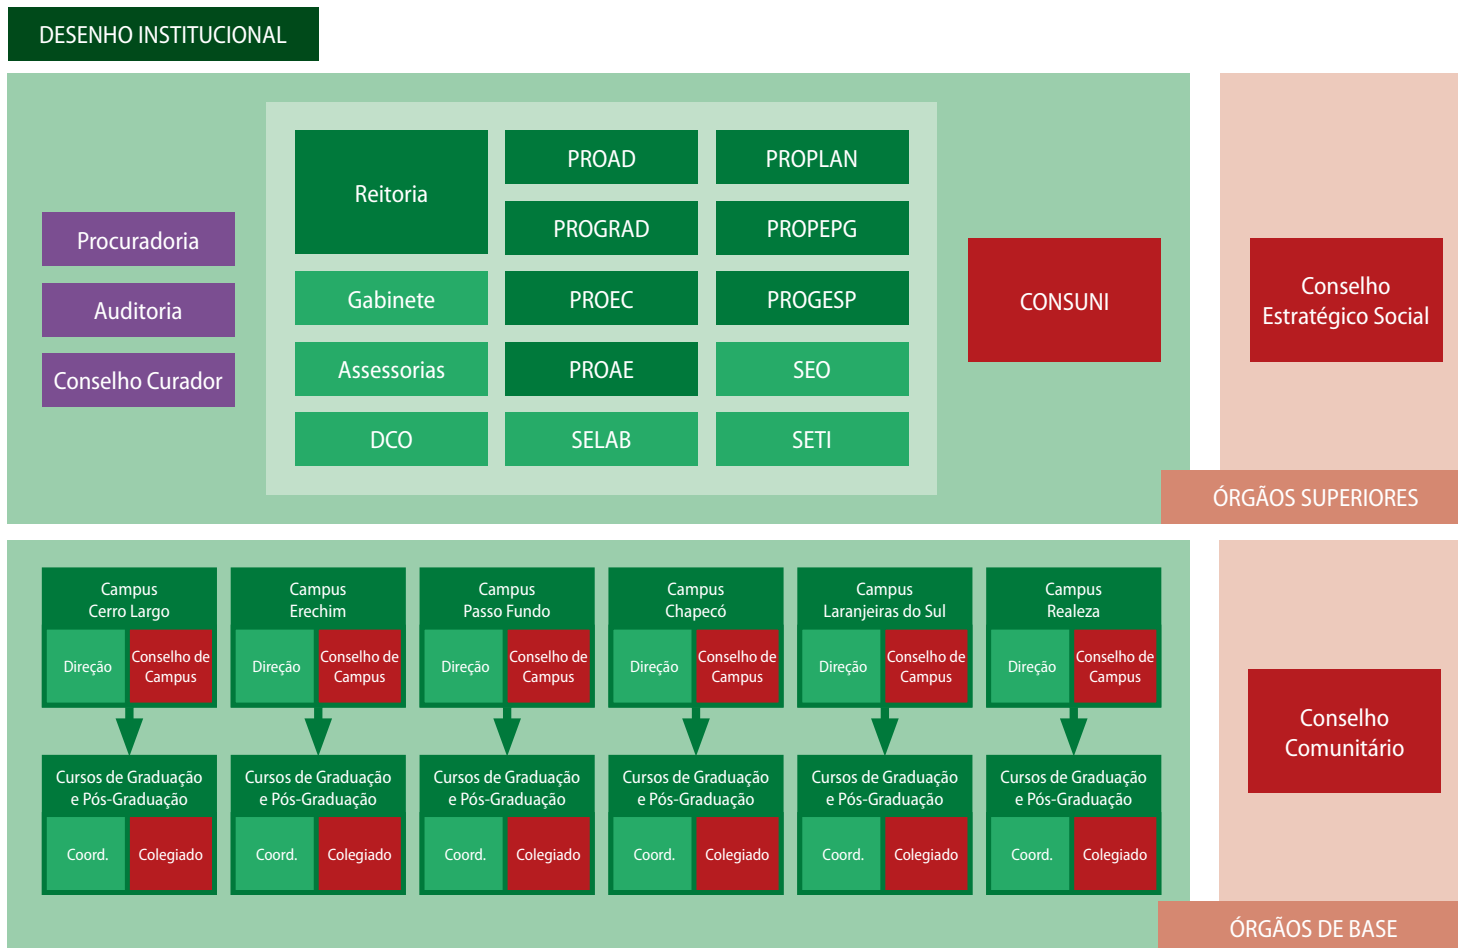 DESENHO INSTITUCIONAL
Procuradoria
Auditoria
Conselho Curador
Reitoria
Gabinete
Assessorias
DCO
PROAD
PROGRAD
PROEC
PROAE
SELAB
PROPLAN
PROPEPG
PROGESP
SEO
SETI
CONSUNI
Conselho
Estratégico Social
ÓRGÃOS SUPERIORES
Campus
Cerro Largo
Direção
Conselho de
Campus
Cursos de Graduação
e Pós-Graduação
Coord.
Colegiado
Campus
Erechim
Direção
Conselho de
Campus
Cursos de Graduação
e Pós-Graduação
Coord.
Colegiado
Campus
Passo Fundo
Direção
Conselho de
Campus
Cursos de Graduação
e Pós-Graduação
Coord.
Colegiado
Campus
Chapecó
Direção
Conselho de
Campus
Cursos de Graduação
e Pós-Graduação
Coord.
Colegiado
Campus
Laranjeiras do Sul
Direção
Conselho de
Campus
Cursos de Graduação
e Pós-Graduação
Coord.
Colegiado
Campus
Realeza
Direção
Conselho de
Campus
Cursos de Graduação
e Pós-Graduação
Coord.
Colegiado
Conselho
Comunitário
ÓRGÃOS DE BASE